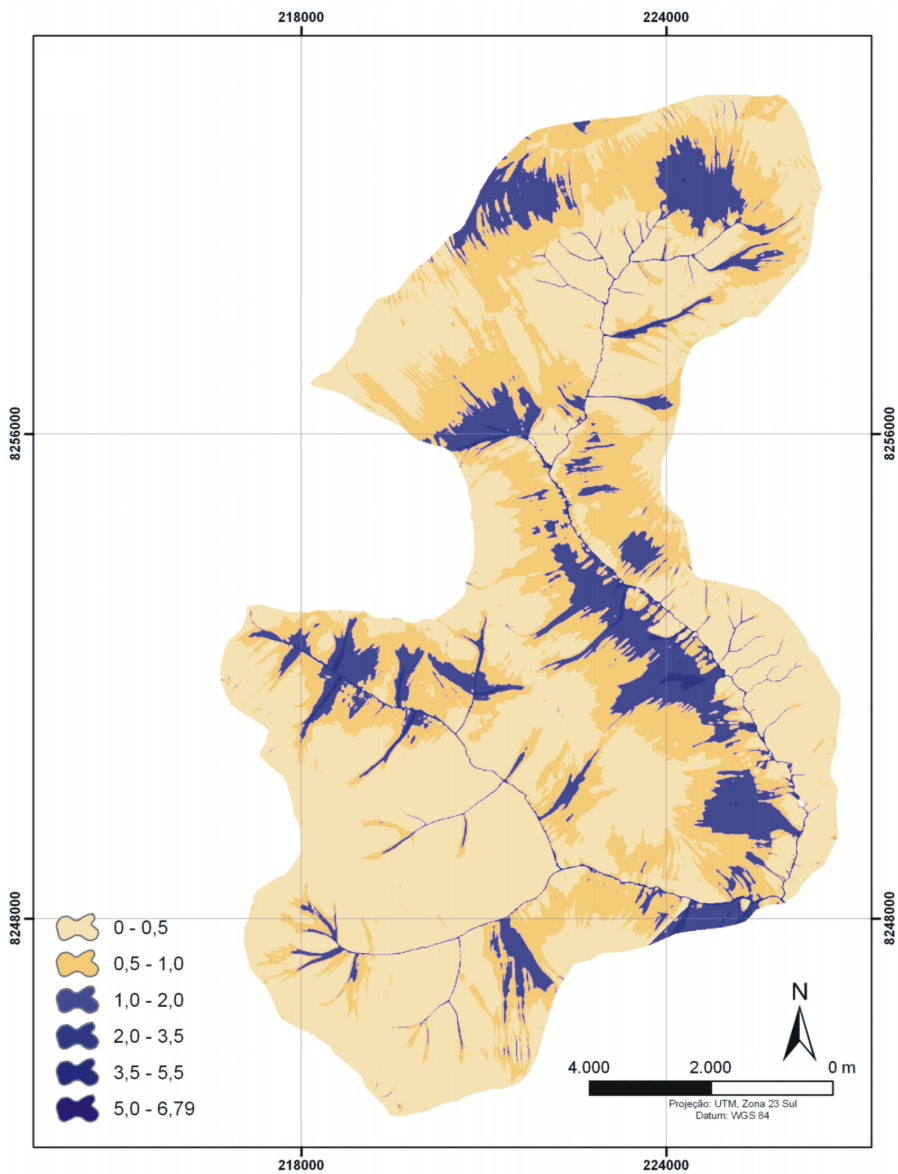 218000 224000
8256000 8256000
8248000 8248000
0 - 0,5
0,5 - 1,0
1,0 - 2,0
2,0 - 3,5
3,5 - 5,5
5,0 - 6,79
N
4.000 2.000 0 m
Projeção: UTM, Zona 23 Sul
Datum: WGS 84
218000 224000